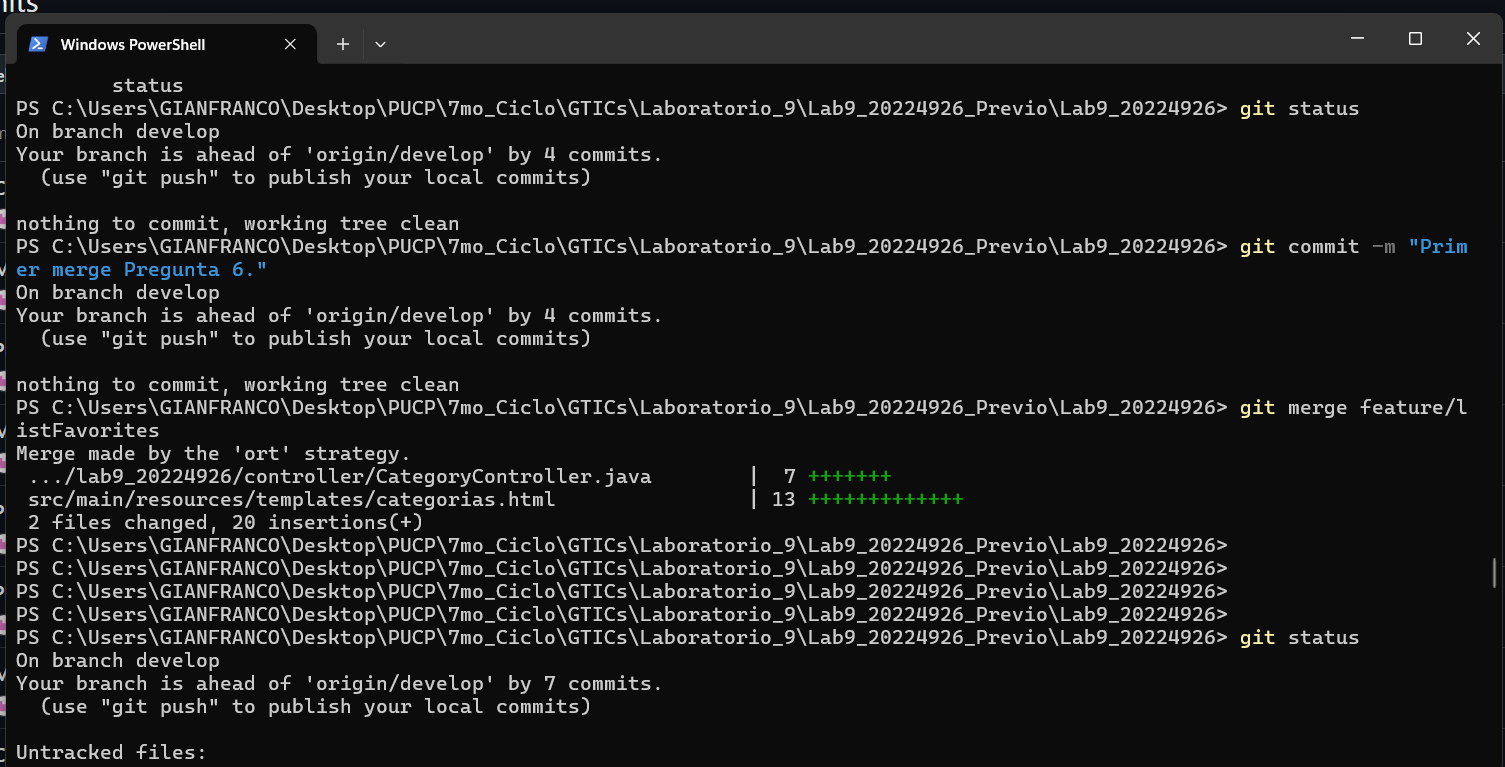 Windows PowerShell
status
PS C:\Users\GIANFRANCO\Desktop\PUCP\7mo_Ciclo\GTICs\Laboratorio_9\Lab9_20224926_Previo\Lab9_20224926> git status
On branch develop
Your branch is ahead of 'origin/develop' by 4 commits.
  (use "git push" to publish your local commits)
nothing to commit, working tree clean
PS C:\Users\GIANFRANCO\Desktop\PUCP\7mo_Ciclo\GTICs\Laboratorio_9\Lab9_20224926_Previo\Lab9_20224926> git commit -m "Prim
er merge Pregunta 6."
On branch develop
Your branch is ahead of 'origin/develop' by 4 commits.
  (use "git push" to publish your local commits)
nothing to commit, working tree clean
PS C:\Users\GIANFRANCO\Desktop\PUCP\7mo_Ciclo\GTICs\Laboratorio_9\Lab9_20224926_Previo\Lab9_20224926> git merge feature/l
istFavorites
Merge made by the 'ort' strategy.
 .../lab9_20224926/controller/CategoryController.java        |  7 +++++++
 src/main/resources/templates/categorias.html                | 13 +++++++++++++
 2 files changed, 20 insertions(+)
PS C:\Users\GIANFRANCO\Desktop\PUCP\7mo_Ciclo\GTICs\Laboratorio_9\Lab9_20224926_Previo\Lab9_20224926>
PS C:\Users\GIANFRANCO\Desktop\PUCP\7mo_Ciclo\GTICs\Laboratorio_9\Lab9_20224926_Previo\Lab9_20224926>
PS C:\Users\GIANFRANCO\Desktop\PUCP\7mo_Ciclo\GTICs\Laboratorio_9\Lab9_20224926_Previo\Lab9_20224926>
PS C:\Users\GIANFRANCO\Desktop\PUCP\7mo_Ciclo\GTICs\Laboratorio_9\Lab9_20224926_Previo\Lab9_20224926>
PS C:\Users\GIANFRANCO\Desktop\PUCP\7mo_Ciclo\GTICs\Laboratorio_9\Lab9_20224926_Previo\Lab9_20224926> git status
On branch develop
Your branch is ahead of 'origin/develop' by 7 commits.
  (use "git push" to publish your local commits)
Untracked files: